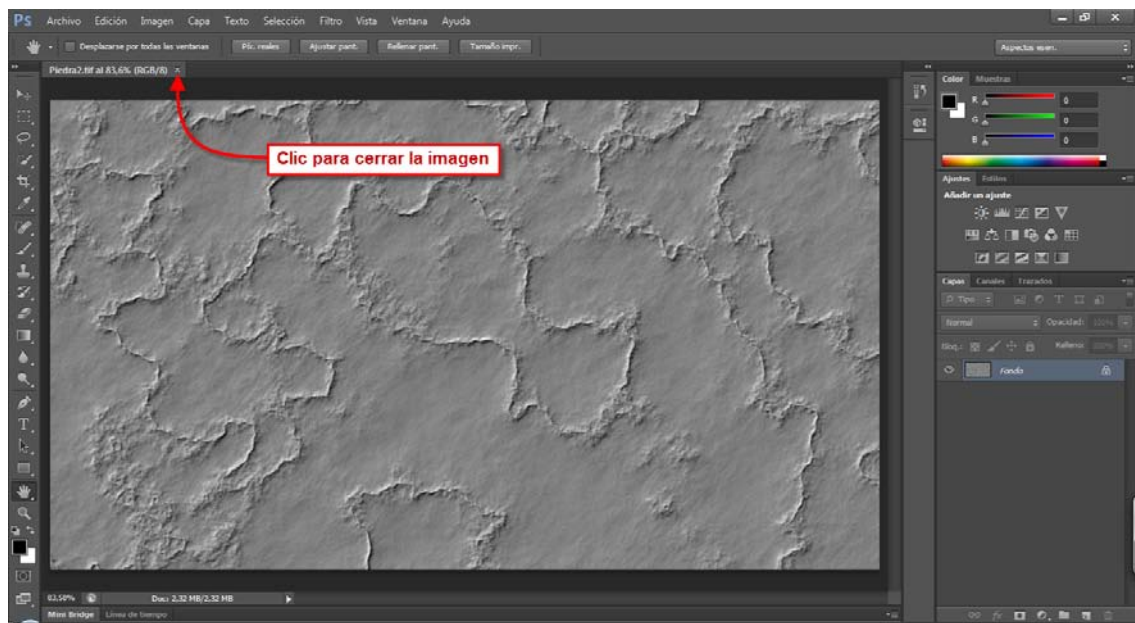 Ps Archivo Edición Imagen Capa Texto Selección Filtro Vista Ventana Ayuda
Desplazarse por todas las ventanas Píx. reales Ajustar pant. Rellenar pant. Tamaño impr. Aspectos esen.
Piedra2.tif al 83,6% (RGB/8) ×
Clic para cerrar la imagen
Color Muestras
R 0
G 0
B 0
Ajustes Estilos
Añadir un ajuste
Capas Canales Trazados
Tipo
Normal Opacidad: 100%
Bloq.: Relleno: 100%
Fondo
83,58% Doc: 2,32 MB/2,32 MB
Mini Bridge Línea de tiempo